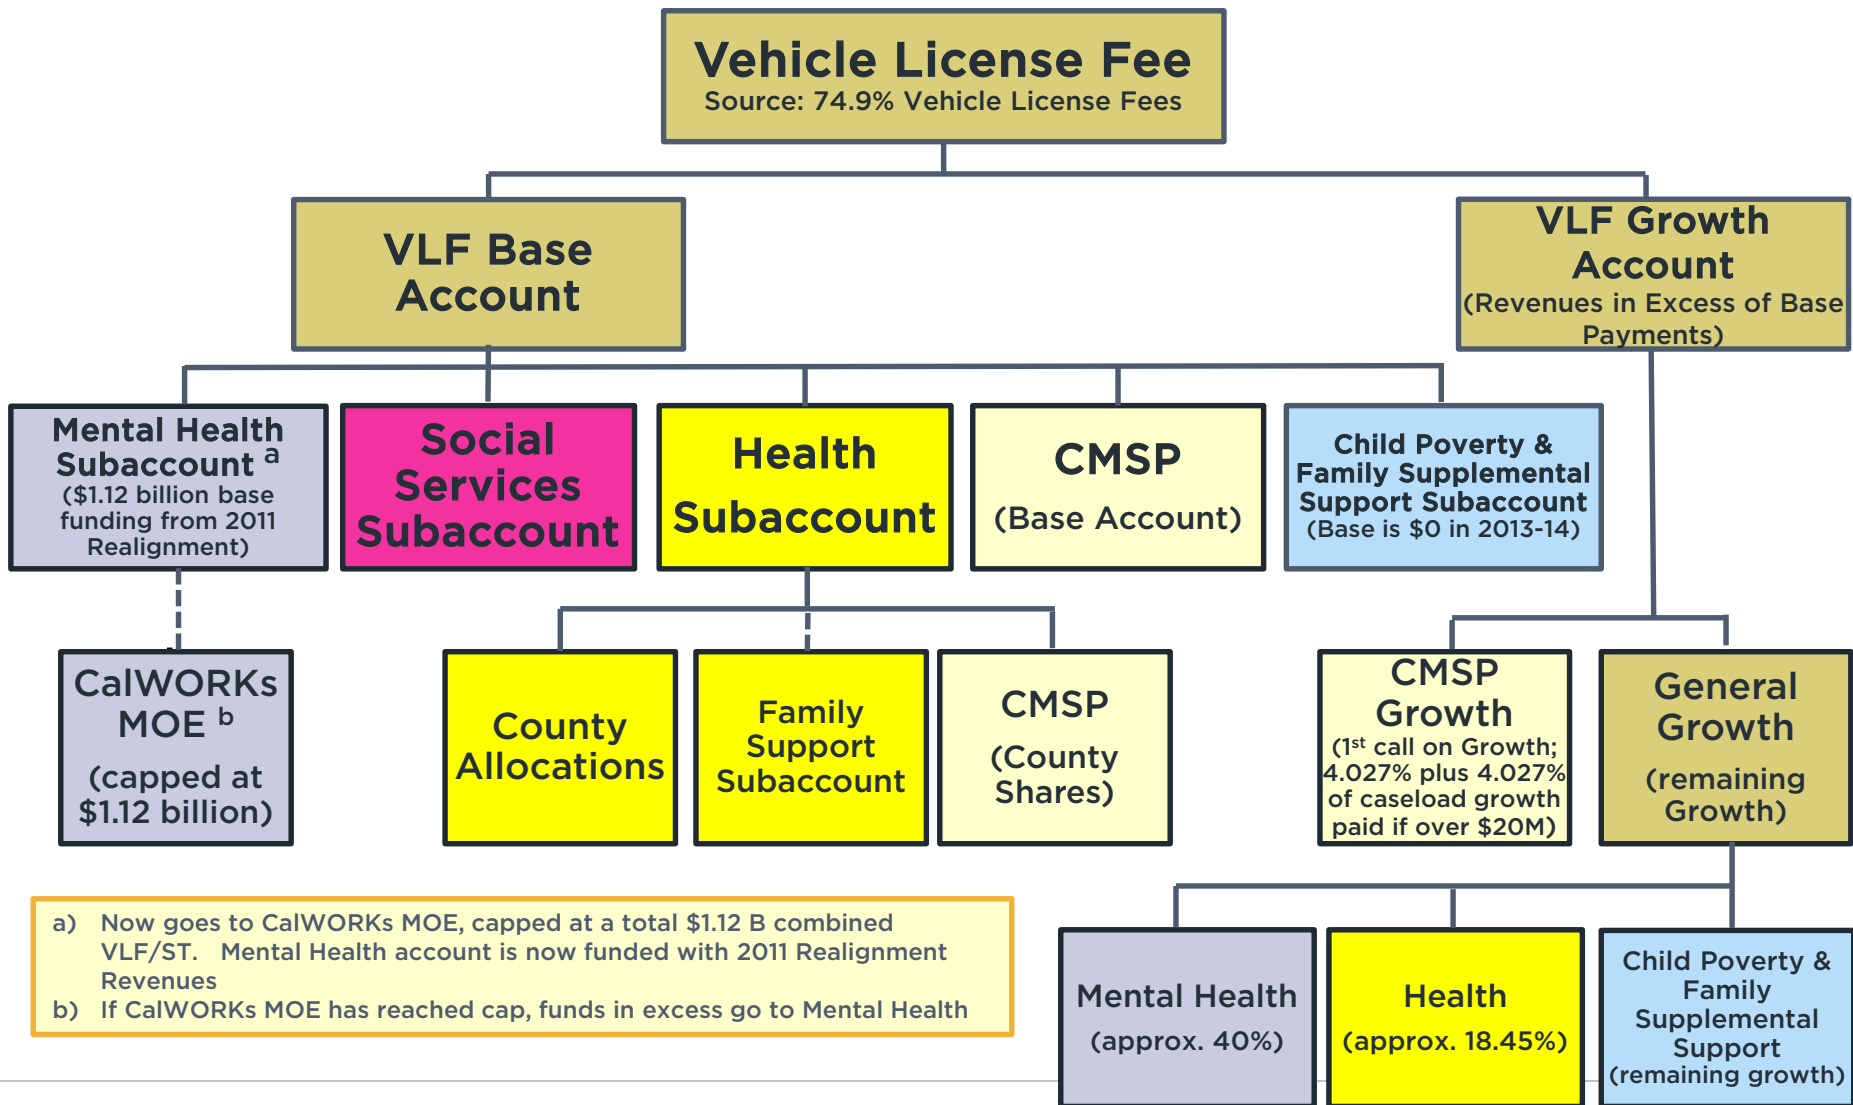 Vehicle License Fee
Source: 74.9% Vehicle License Fees
VLF Base
Account
VLF Growth
Account
(Revenues in Excess of Base
Payments)
Mental Health
Subaccount a
($1.12 billion base
funding from 2011
Realignment)
Social
Services
Subaccount
Health
Subaccount
CMSP
(Base Account)
Child Poverty &
Family Supplemental
Support Subaccount
(Base is $0 in 2013-14)
CalWORKs
MOE b
(capped at
$1.12 billion)
County
Allocations
Family
Support
Subaccount
CMSP
(County
Shares)
CMSP
Growth
(1st call on Growth;
4.027% plus 4.027%
of caseload growth
paid if over $20M)
General
Growth
(remaining
Growth)
a) Now goes to CalWORKs MOE, capped at a total $1.12 B combined
VLF/ST. Mental Health account is now funded with 2011 Realignment
Revenues
b) If CalWORKs MOE has reached cap, funds in excess go to Mental Health
Mental Health
(approx. 40%)
Health
(approx. 18.45%)
Child Poverty &
Family
Supplemental
Support
(remaining growth)